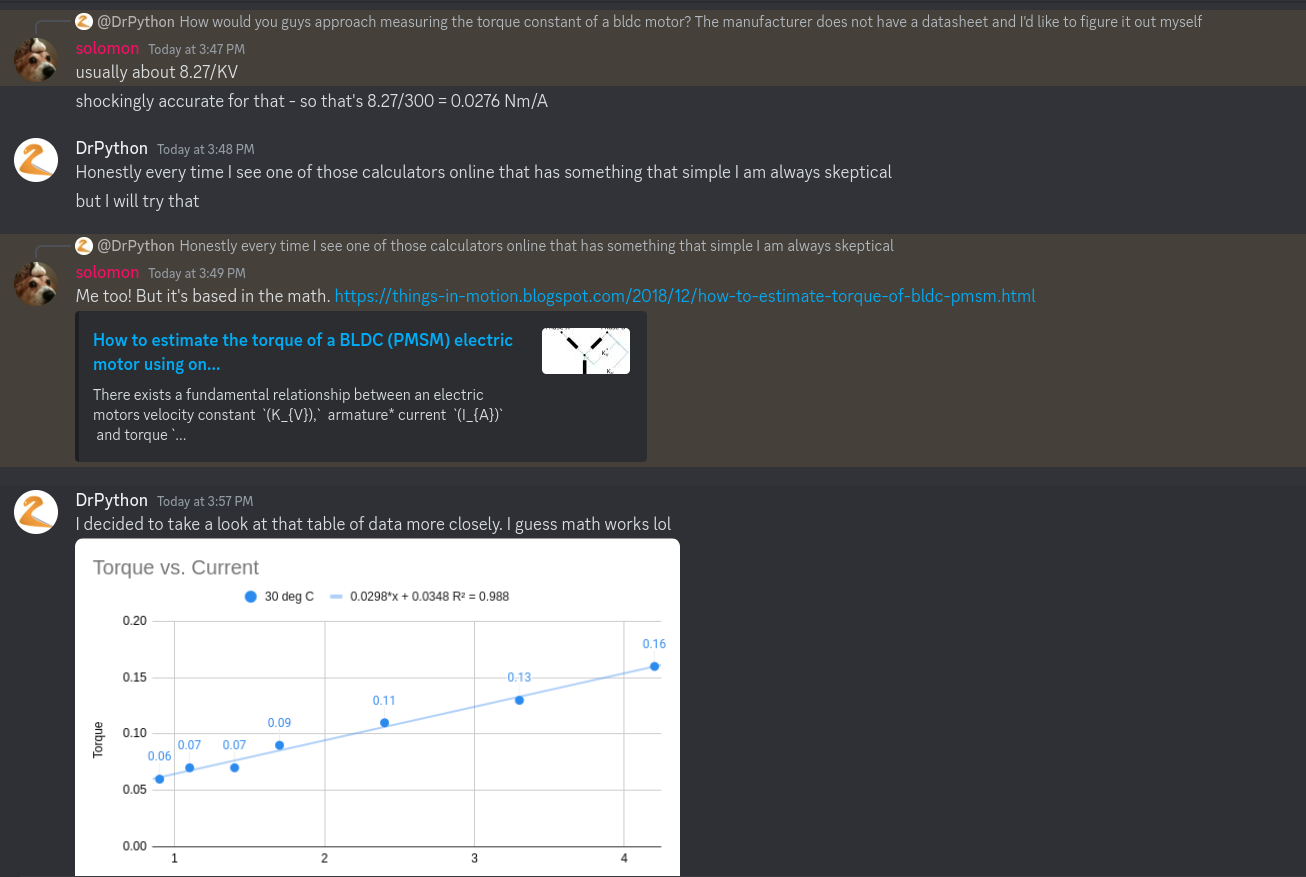 @DrPython How would you guys approach measuring the torque constant of a bldc motor? The manufacturer does not have a datasheet and I'd like to figure it out myself
solomon Today at 3:47 PM
usually about 8.27/KV
shockingly accurate for that - so that's 8.27/300 = 0.0276 Nm/A
DrPython Today at 3:48 PM
Honestly every time I see one of those calculators online that has something that simple I am always skeptical
but I will try that
@DrPython Honestly every time I see one of those calculators online that has something that simple I am always skeptical
solomon Today at 3:49 PM
Me too! But it's based in the math. https://things-in-motion.blogspot.com/2018/12/how-to-estimate-torque-of-bldc-pmsm.html
How to estimate the torque of a BLDC (PMSM) electric
motor using on...
There exists a fundamental relationship between an electric
motors velocity constant `(K_{V}),` armature* current `(I_{A})`
and torque `...
DrPython Today at 3:57 PM
I decided to take a look at that table of data more closely. I guess math works lol
Torque vs. Current
30 deg C 0.0298*x + 0.0348 R² = 0.988
0.20
0.16
0.15
0.13
0.11
0.10
0.09
0.06 0.07 0.07
Torque
0.05
0.00
1 2 3 4